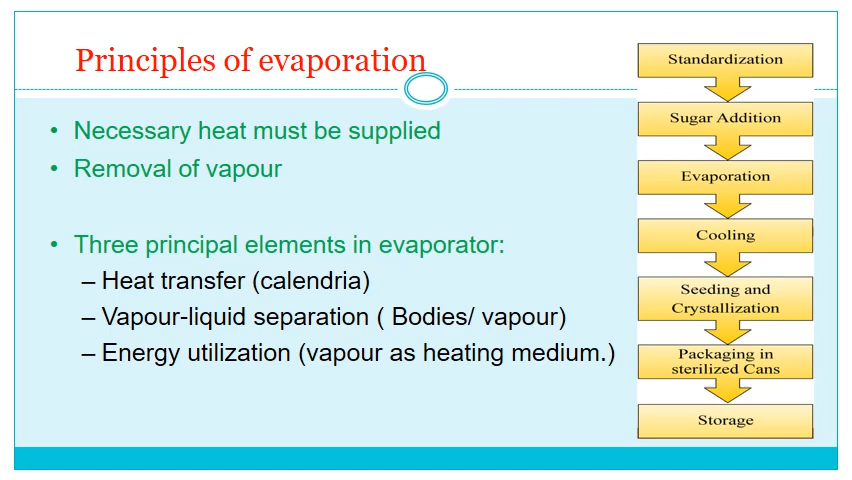 Principles of evaporation
• Necessary heat must be supplied
• Removal of vapour
• Three principal elements in evaporator:
– Heat transfer (calendria)
– Vapour-liquid separation ( Bodies/ vapour)
– Energy utilization (vapour as heating medium.)
Standardization
Sugar Addition
Evaporation
Cooling
Seeding and
Crystallization
Packaging in
sterilized Cans
Storage